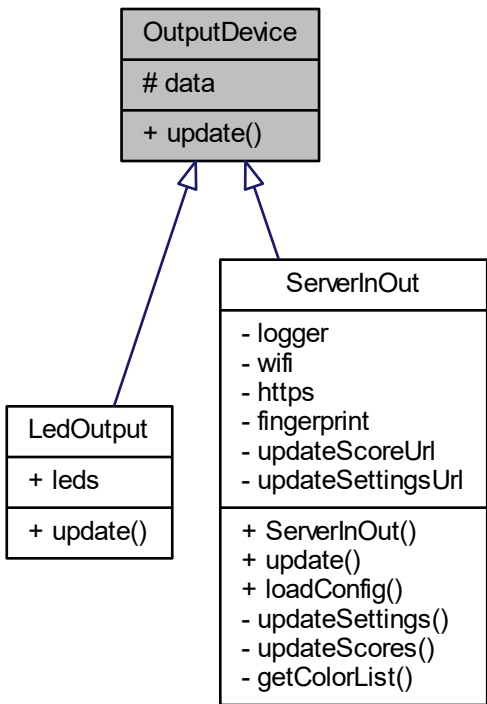 OutputDevice
# data
+ update()
LedOutput
+ leds
+ update()
ServerInOut
- logger
- wifi
- https
- fingerprint
- updateScoreUrl
- updateSettingsUrl
+ ServerInOut()
+ update()
+ loadConfig()
- updateSettings()
- updateScores()
- getColorList()